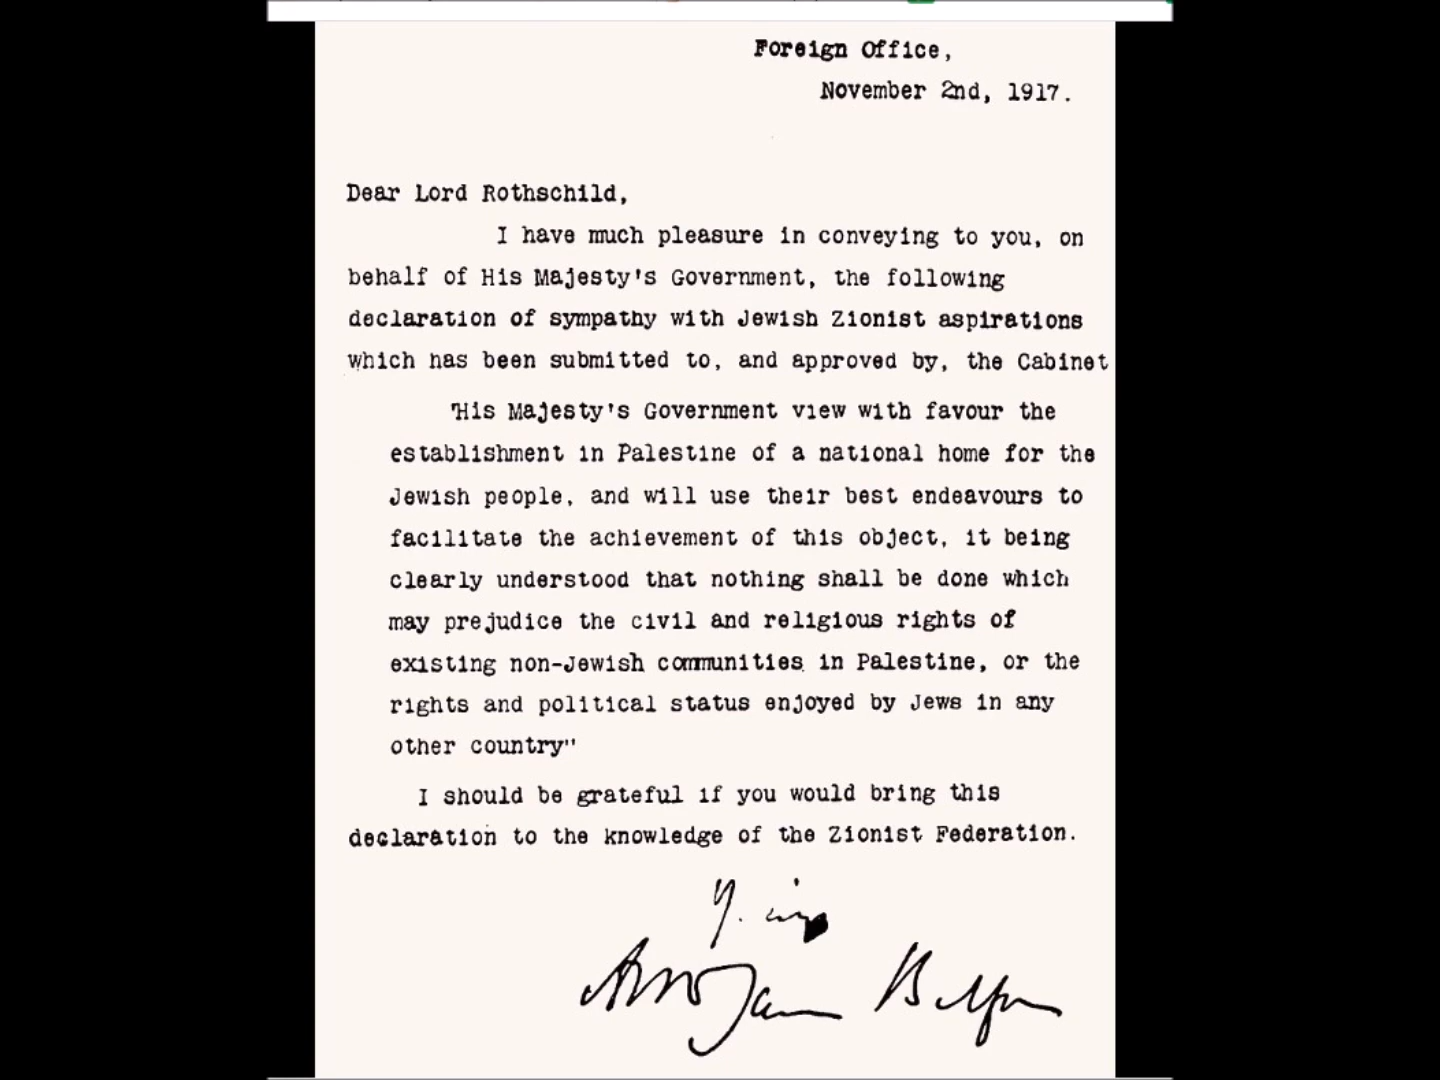 Foreign Office,
November 2nd, 1917.
Dear Lord Rothschild,
I have much pleasure in conveying to you, on
behalf of His Majesty's Government, the following
declaration of sympathy with Jewish Zionist aspirations
which has been submitted to, and approved by, the Cabinet
"His Majesty's Government view with favour the
establishment in Palestine of a national home for the
Jewish people, and will use their best endeavours to
facilitate the achievement of this object, it being
clearly understood that nothing shall be done which
may prejudice the civil and religious rights of
existing non-Jewish communities in Palestine, or the
rights and political status enjoyed by Jews in any
other country"
I should be grateful if you would bring this
declaration to the knowledge of the Zionist Federation.